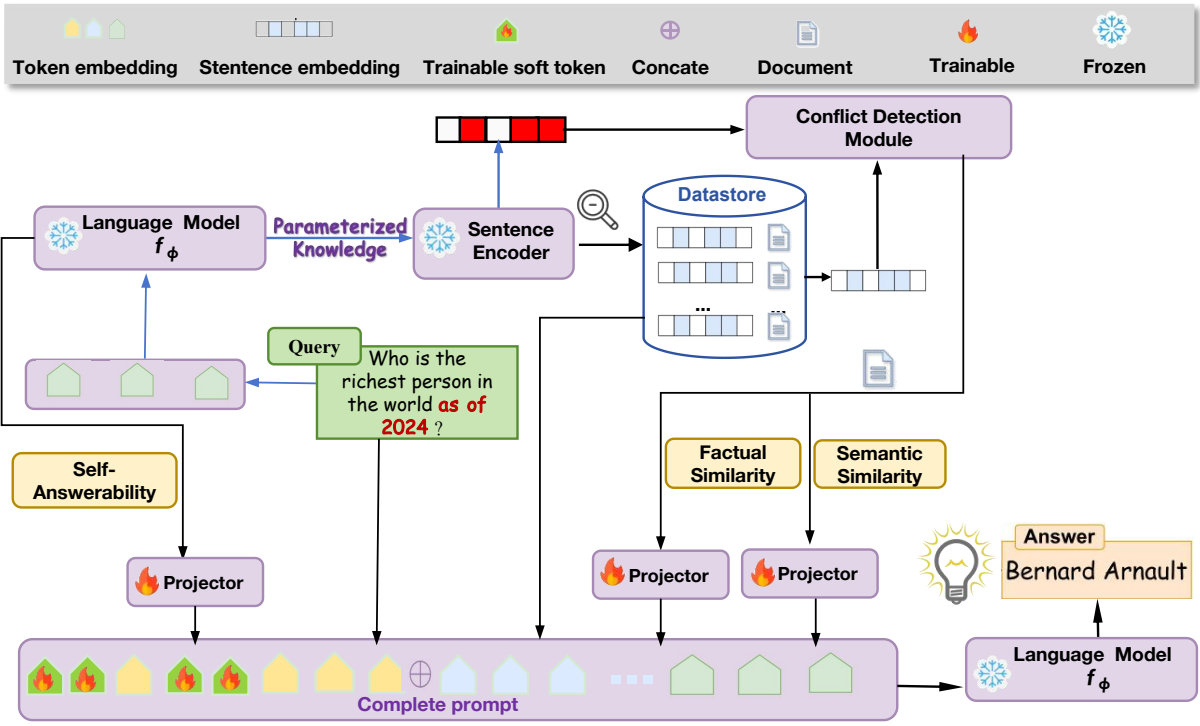 Token embedding
Stentence embedding
Trainable soft token
Concate
Document
Trainable
Frozen
Conflict Detection
Module
Language Model
f ϕ
Parameterized
Knowledge
Sentence
Encoder
Datastore
...
...
Query
Who is the
richest person in
the world as of
2024 ?
Self-
Answerability
Factual
Similarity
Semantic
Similarity
Projector
Projector
Projector
Answer
Bernard Arnault
Language Model
f ϕ
Complete prompt